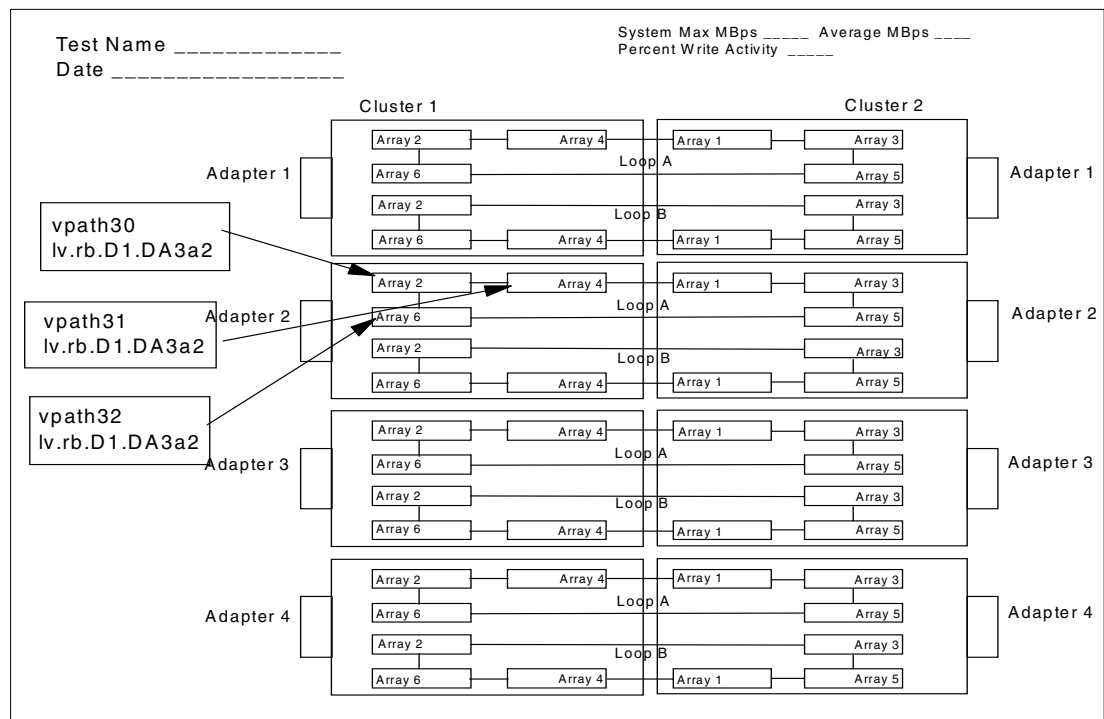 Test Name _____________
Date __________________
System Max MBps _____ Average MBps ____
Percent Write Activity _____
Cluster 1
Cluster 2
Adapter 1
Array 2
Array 4
Array 1
Array 3
Loop A
Array 6
Array 5
Array 2
Array 3
Loop B
Array 6
Array 4
Array 1
Array 5
Adapter 1
vpath30
lv.rb.D1.DA3a2
vpath31
lv.rb.D1.DA3a2
vpath32
lv.rb.D1.DA3a2
Adapter 2
Array 2
Array 4
Array 1
Array 3
Loop A
Array 6
Array 5
Array 2
Array 3
Loop B
Array 6
Array 4
Array 1
Array 5
Adapter 2
Adapter 3
Array 2
Array 4
Array 1
Array 3
Loop A
Array 6
Array 5
Array 2
Array 3
Loop B
Array 6
Array 4
Array 1
Array 5
Adapter 3
Adapter 4
Array 2
Array 4
Array 1
Array 3
Loop A
Array 6
Array 5
Array 2
Array 3
Loop B
Array 6
Array 4
Array 1
Array 5
Adapter 4